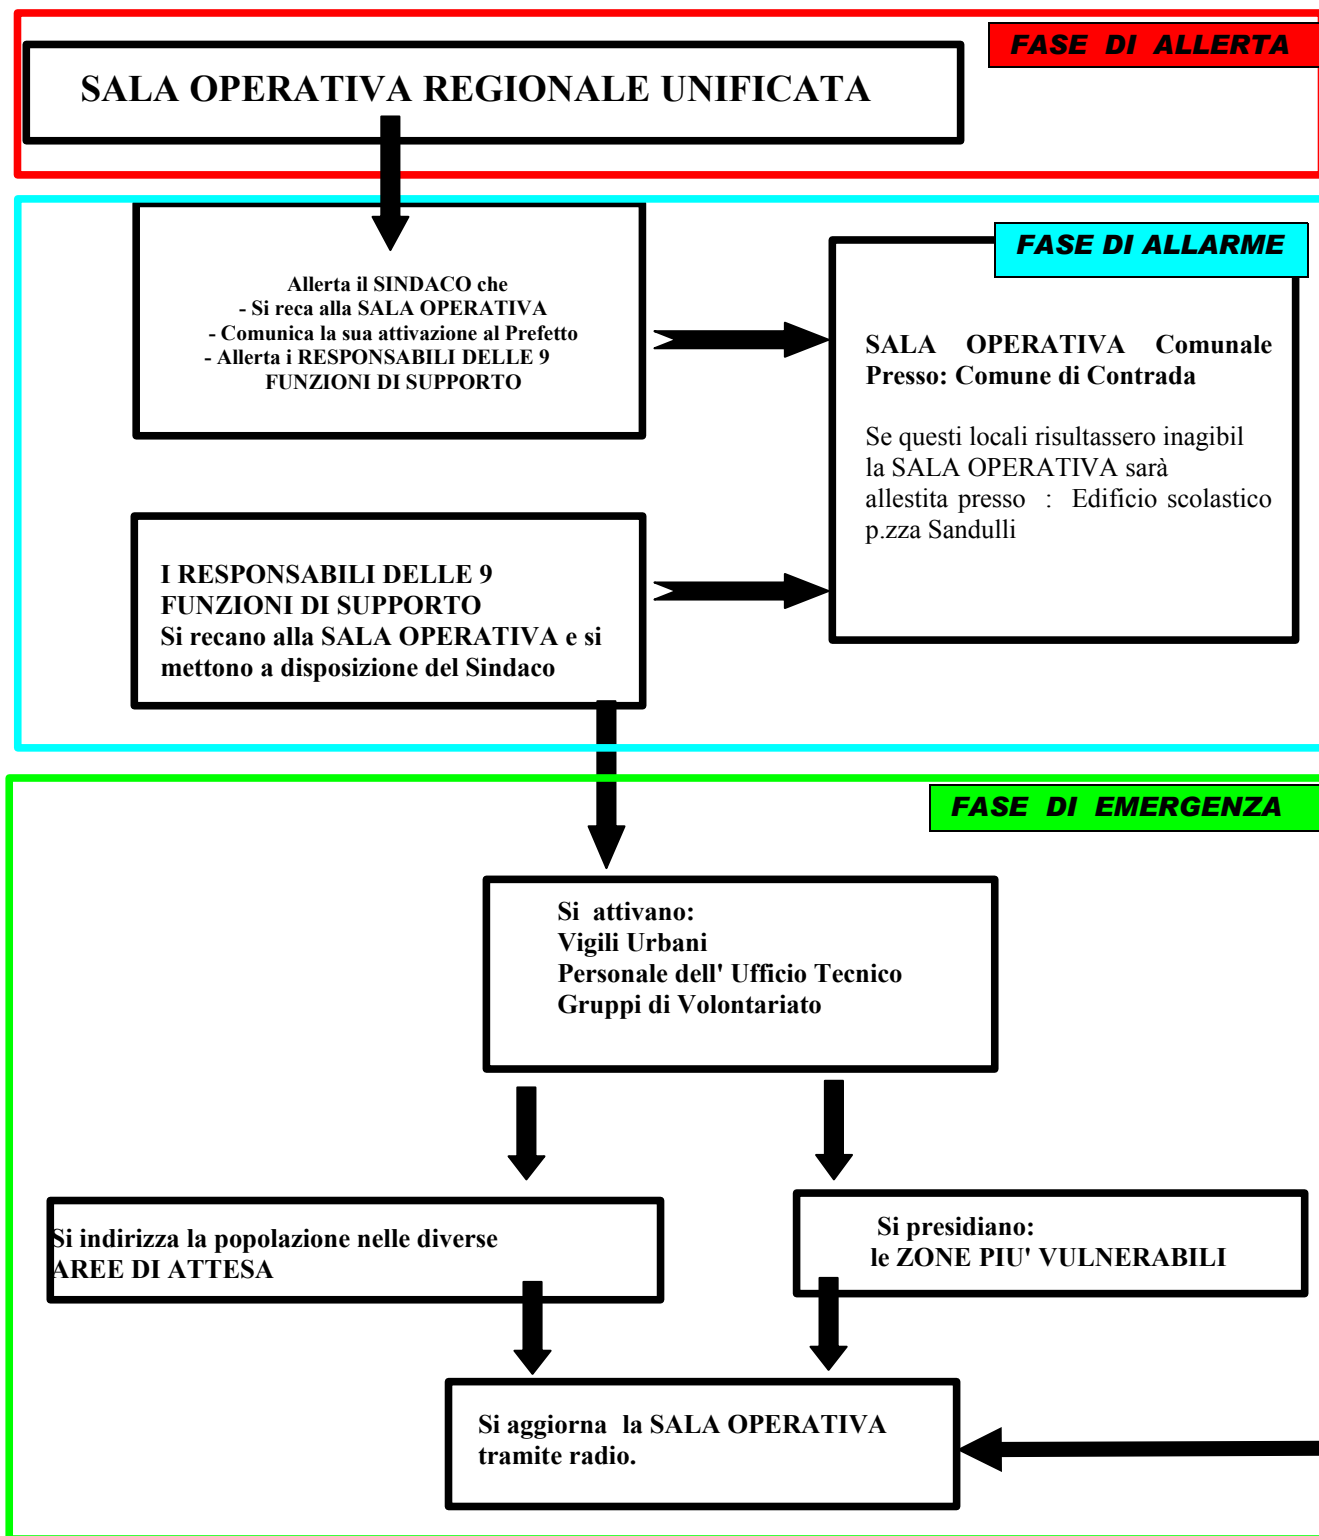 FASE DI ALLERTA
SALA OPERATIVA REGIONALE UNIFICATA
FASE DI ALLARME
Allerta il SINDACO che
- Si reca alla SALA OPERATIVA
- Comunica la sua attivazione al Prefetto
- Allerta i RESPONSABILI DELLE 9
FUNZIONI DI SUPPORTO
SALA OPERATIVA Comunale
Presso: Comune di Contrada
Se questi locali risultassero inagibil
la SALA OPERATIVA sarà
allestita presso : Edificio scolastico
p.zza Sandulli
I RESPONSABILI DELLE 9
FUNZIONI DI SUPPORTO
Si recano alla SALA OPERATIVA e si
mettono a disposizione del Sindaco
FASE DI EMERGENZA
Si attivano:
Vigili Urbani
Personale dell' Ufficio Tecnico
Gruppi di Volontariato
Si indirizza la popolazione nelle diverse
AREE DI ATTESA
Si presidiano:
le ZONE PIU' VULNERABILI
Si aggiorna la SALA OPERATIVA
tramite radio.